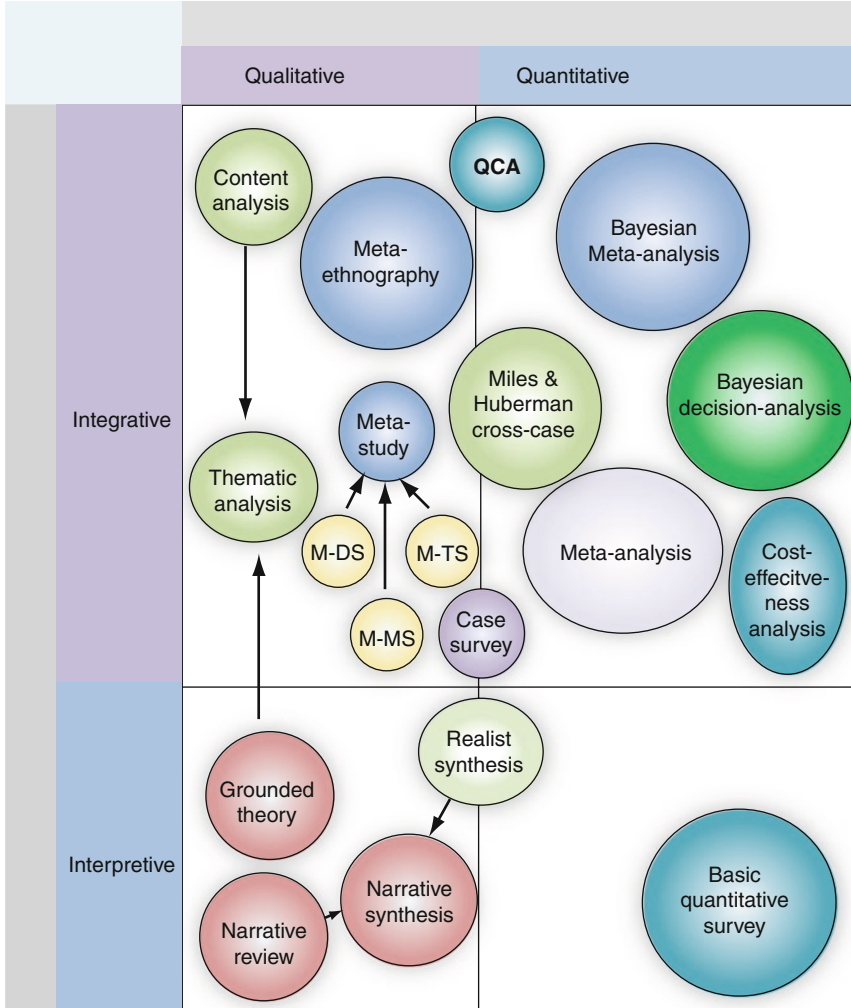 Qualitative
Quantitative
Integrative
Content
analysis
Meta-
ethnography
QCA
Bayesian
Meta-analysis
Miles &
Huberman
cross-case
Bayesian
decision-analysis
Meta-
study
Thematic
analysis
M-DS
M-TS
M-MS
Case
survey
Meta-analysis
Cost-
effecitve-
ness
analysis
Interpretive
Grounded
theory
Realist
synthesis
Narrative
review
Narrative
synthesis
Basic
quantitative
survey